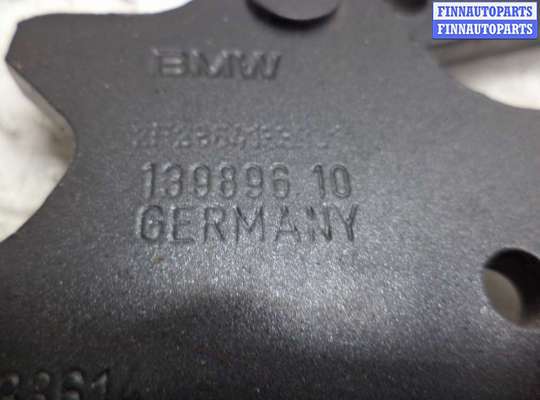 FINNAUTOPARTS
FINNAUTOPARTS
BMW
139896.10
GERMANY